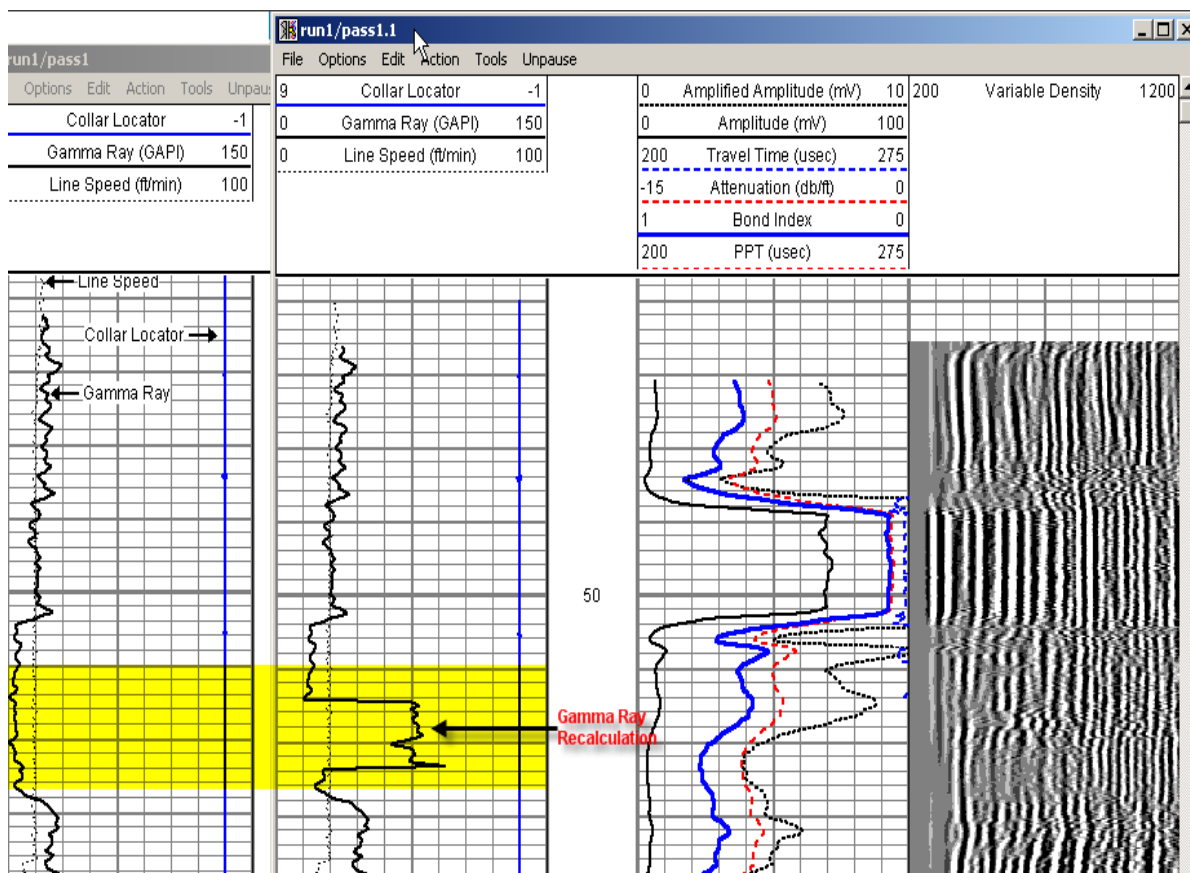 run1/pass1
Options Edit Action Tools Unpau
Collar Locator -1
Gamma Ray (GAPI) 150
Line Speed (ft/min) 100
Line Speed
Collar Locator
Gamma Ray
run1/pass1.1
File Options Edit Action Tools Unpause
9 Collar Locator -1
0 Gamma Ray (GAPI) 150
0 Line Speed (ft/min) 100
0 Amplified Amplitude (mV) 10
0 Amplitude (mV) 100
200 Travel Time (usec) 275
-15 Attenuation (db/ft) 0
1 Bond Index 0
200 PPT (usec) 275
200 Variable Density 1200
50
Gamma Ray
Recalculation